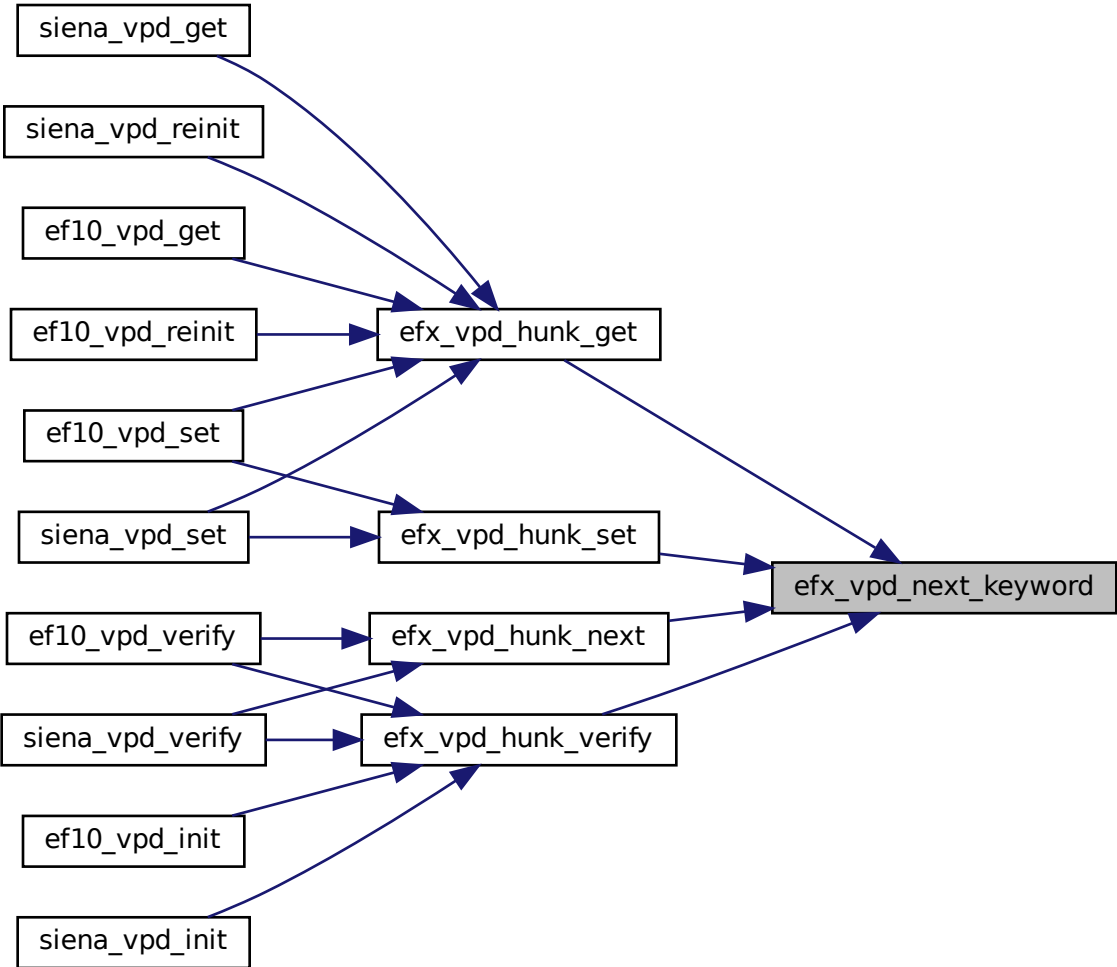 siena_vpd_get
siena_vpd_reinit
ef10_vpd_get
ef10_vpd_reinit
efx_vpd_hunk_get
ef10_vpd_set
siena_vpd_set
efx_vpd_hunk_set
efx_vpd_next_keyword
ef10_vpd_verify
efx_vpd_hunk_next
siena_vpd_verify
efx_vpd_hunk_verify
ef10_vpd_init
siena_vpd_init